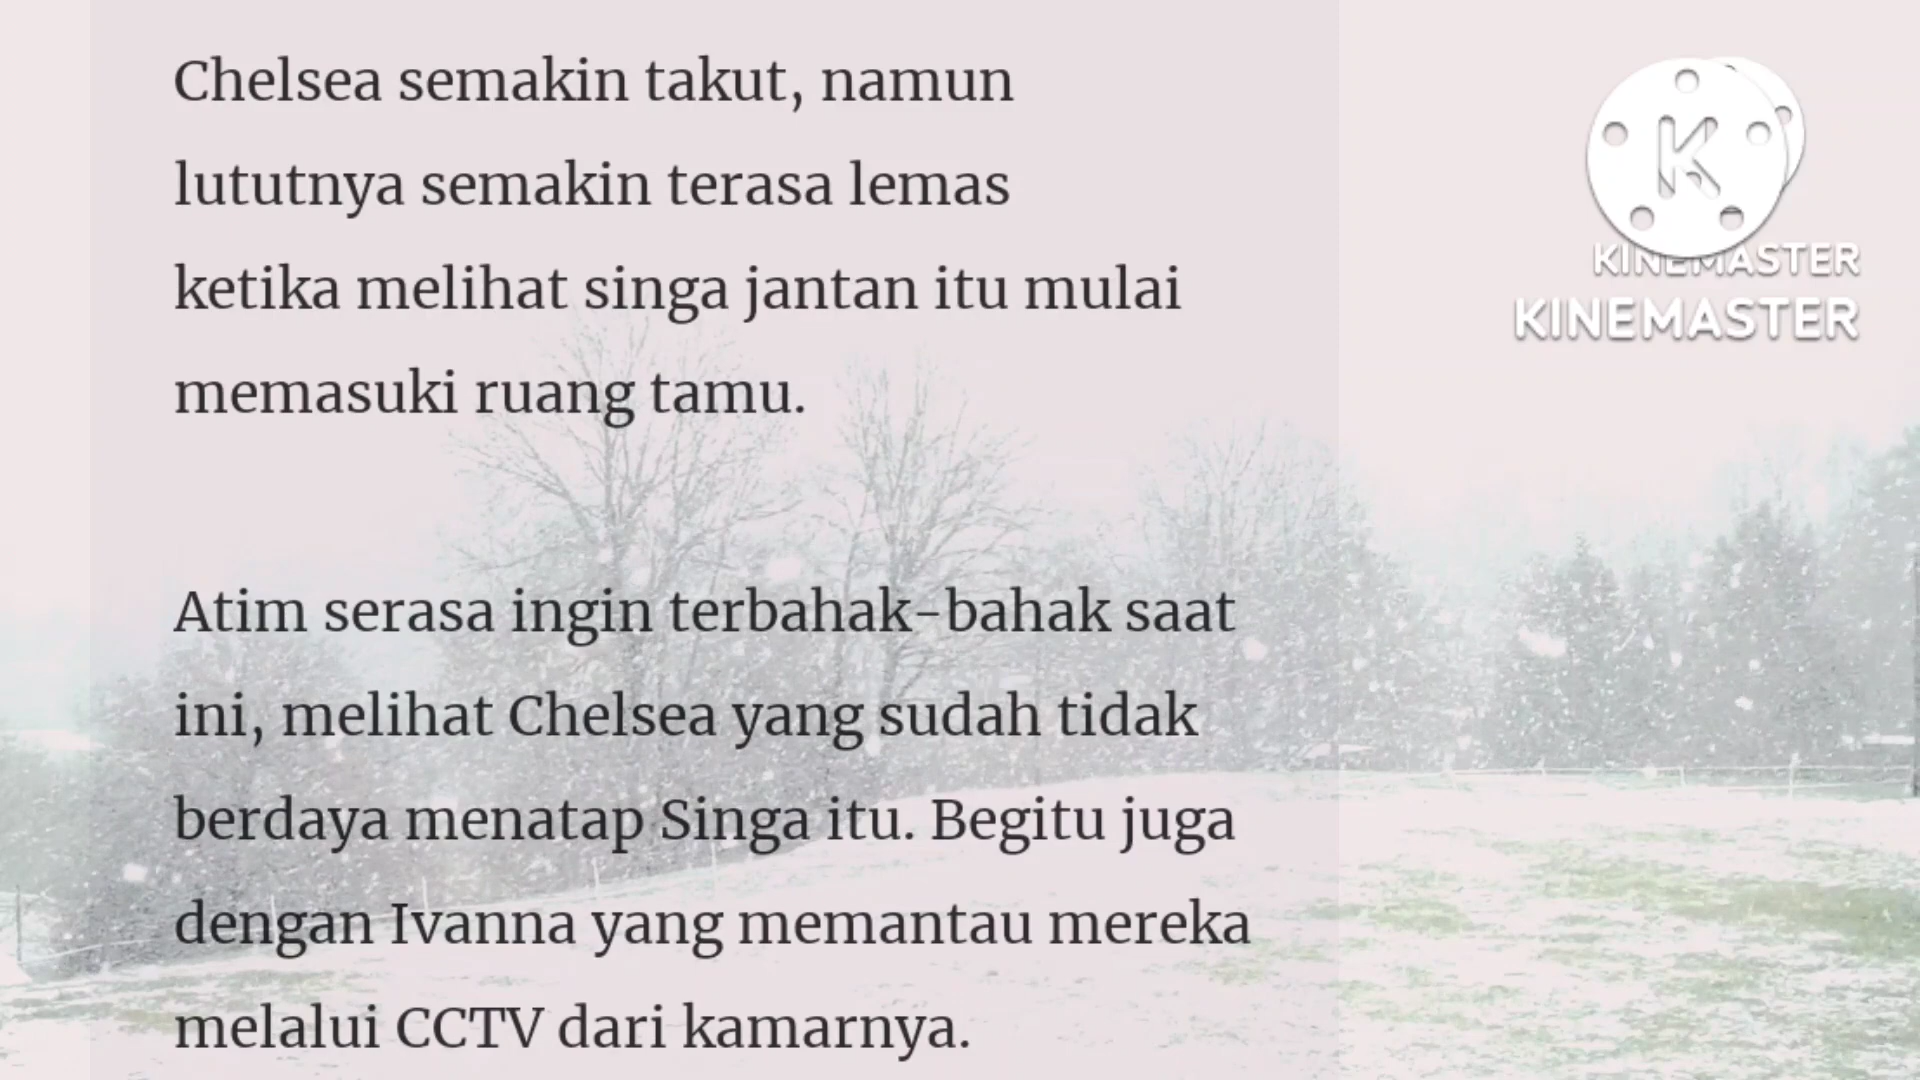 Chelsea semakin takut, namun
lututnya semakin terasa lemas
ketika melihat singa jantan itu mulai
memasuki ruang tamu.
Atim serasa ingin terbahak-bahak saat
ini, melihat Chelsea yang sudah tidak
berdaya menatap Singa itu. Begitu juga
dengan Ivanna yang memantau mereka
melalui CCTV dari kamarnya.
K
KINEMASTER
KINEMASTER